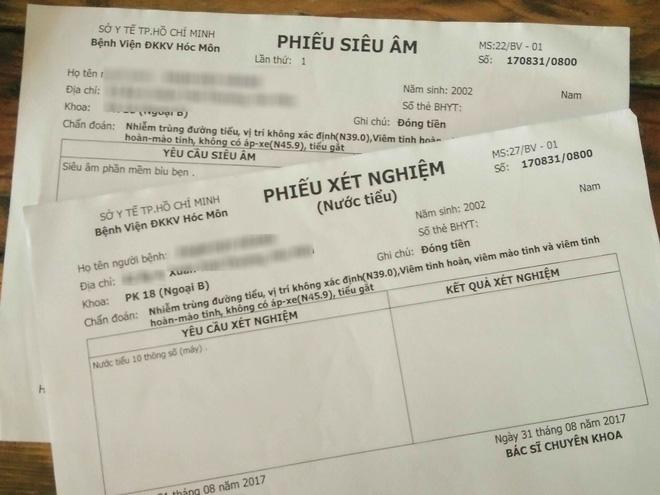 SỞ Y TẾ TP.HỒ CHÍ MINH
Bệnh Viện ĐKKV Hóc Môn
PHIẾU SIÊU ÂM
Lần thứ: 1
MS:22/BV - 01
Số: 170831/0800
Họ tên
Năm sinh: 2002
Nam
Địa chỉ:
Số thẻ BHYT:
Khoa: 18 (Ngoại B)
Ghi chú: Đóng tiền
Chẩn đoán: Nhiễm trùng đường tiểu, vị trí không xác định(N39.0),Viêm tinh
hoàn-mào tinh, không có áp-xe(N45.9), tiểu gắt
YÊU CẦU SIÊU ÂM
Siêu âm phần mềm bìu bẹn .
SỞ Y TẾ TP.HỒ CHÍ MINH
Bệnh Viện ĐKKV Hóc Môn
PHIẾU XÉT NGHIỆM
(Nước tiểu)
MS:27/BV - 01
Số: 170831/0800
Họ tên người bệnh:
Năm sinh: 2002
Nam
Địa chỉ: Xuân
Số thẻ BHYT:
Khoa: PK 18 (Ngoại B)
Ghi chú: Đóng tiền
Chẩn đoán: Nhiễm trùng đường tiểu, vị trí không xác định(N39.0),Viêm tinh hoàn, viêm mào tinh và viêm tinh
hoàn-mào tinh, không có áp-xe(N45.9), tiểu gắt
YÊU CẦU XÉT NGHIỆM
KẾT QUẢ XÉT NGHIỆM
Nước tiểu 10 thông số (máy) .
Ngày 31 tháng 08 năm 2017
BÁC SĨ CHUYÊN KHOA
31 tháng 08 năm 2017